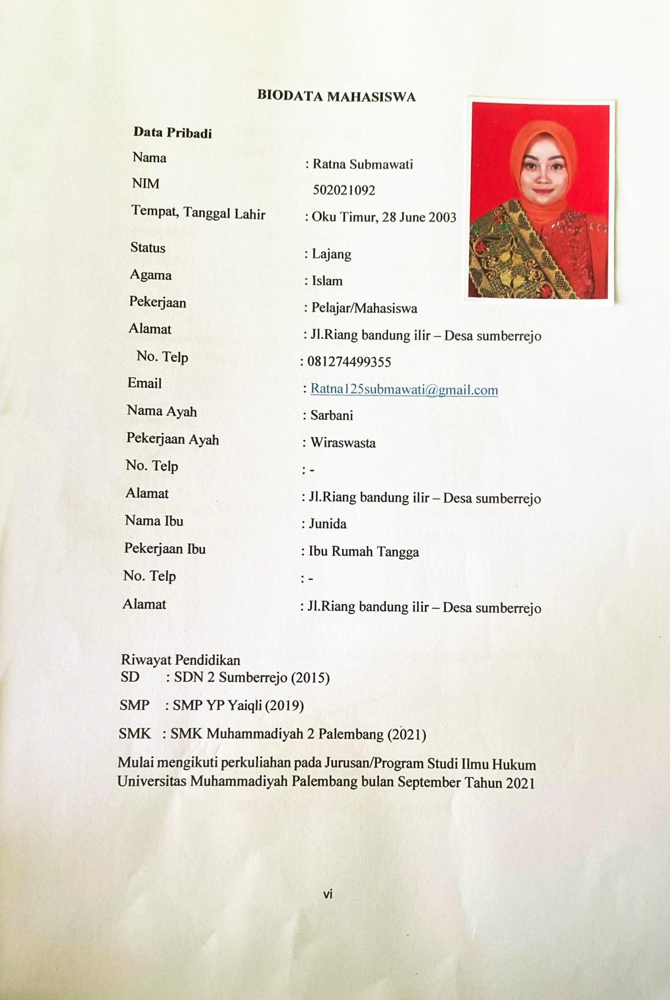 BIODATA MAHASISWA
Data Pribadi
Nama : Ratna Submawati
NIM 502021092
Tempat, Tanggal Lahir : Oku Timur, 28 June 2003
Status : Lajang
Agama : Islam
Pekerjaan : Pelajar/Mahasiswa
Alamat : Jl.Riang bandung ilir – Desa sumberrejo
No. Telp : 081274499355
Email : Ratna125submawati@gmail.com
Nama Ayah : Sarbani
Pekerjaan Ayah : Wiraswasta
No. Telp : -
Alamat : Jl.Riang bandung ilir – Desa sumberrejo
Nama Ibu : Junida
Pekerjaan Ibu : Ibu Rumah Tangga
No. Telp : -
Alamat : Jl.Riang bandung ilir – Desa sumberrejo
Riwayat Pendidikan
SD : SDN 2 Sumberrejo (2015)
SMP : SMP YP Yaiqli (2019)
SMK : SMK Muhammadiyah 2 Palembang (2021)
Mulai mengikuti perkuliahan pada Jurusan/Program Studi Ilmu Hukum
Universitas Muhammadiyah Palembang bulan September Tahun 2021
vi